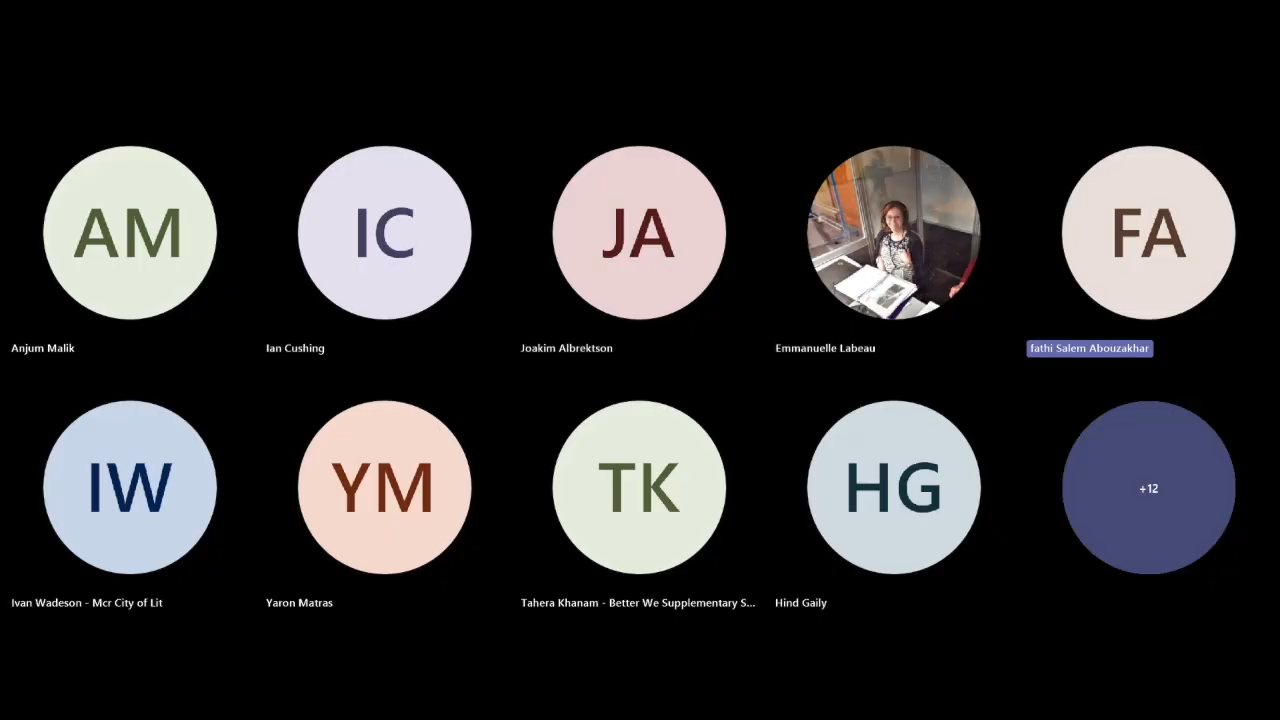 AM
IC
JA
FA
Anjum Malik
Ian Cushing
Joakim Albrektson
Emmanuelle Labeau
fathi Salem Abouzakhar
IW
YM
TK
HG
+12
Ivan Wadeson - Mcr City of Lit
Yaron Matras
Tahera Khanam - Better We Supplementary S...
Hind Gaily